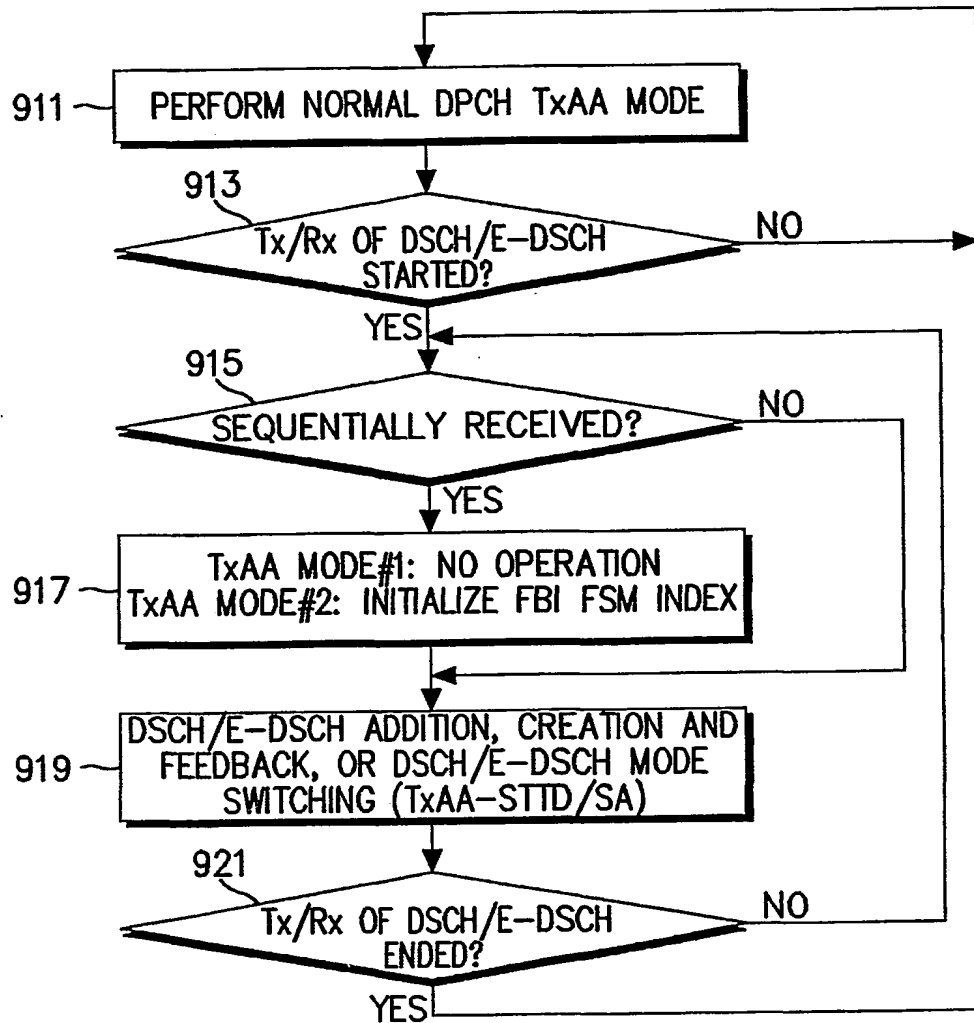 911
PERFORM NORMAL DPCH TxAA MODE
913
Tx/Rx OF DSCH/E-DSCH
STARTED?
NO
YES
915
SEQUENTIALLY RECEIVED?
NO
YES
917
TxAA MODE#1: NO OPERATION
TxAA MODE#2: INITIALIZE FBI FSM INDEX
919
DSCH/E-DSCH ADDITION, CREATION AND
FEEDBACK, OR DSCH/E-DSCH MODE
SWITCHING (TxAA-STTD/SA)
921
Tx/Rx OF DSCH/E-DSCH
ENDED?
NO
YES